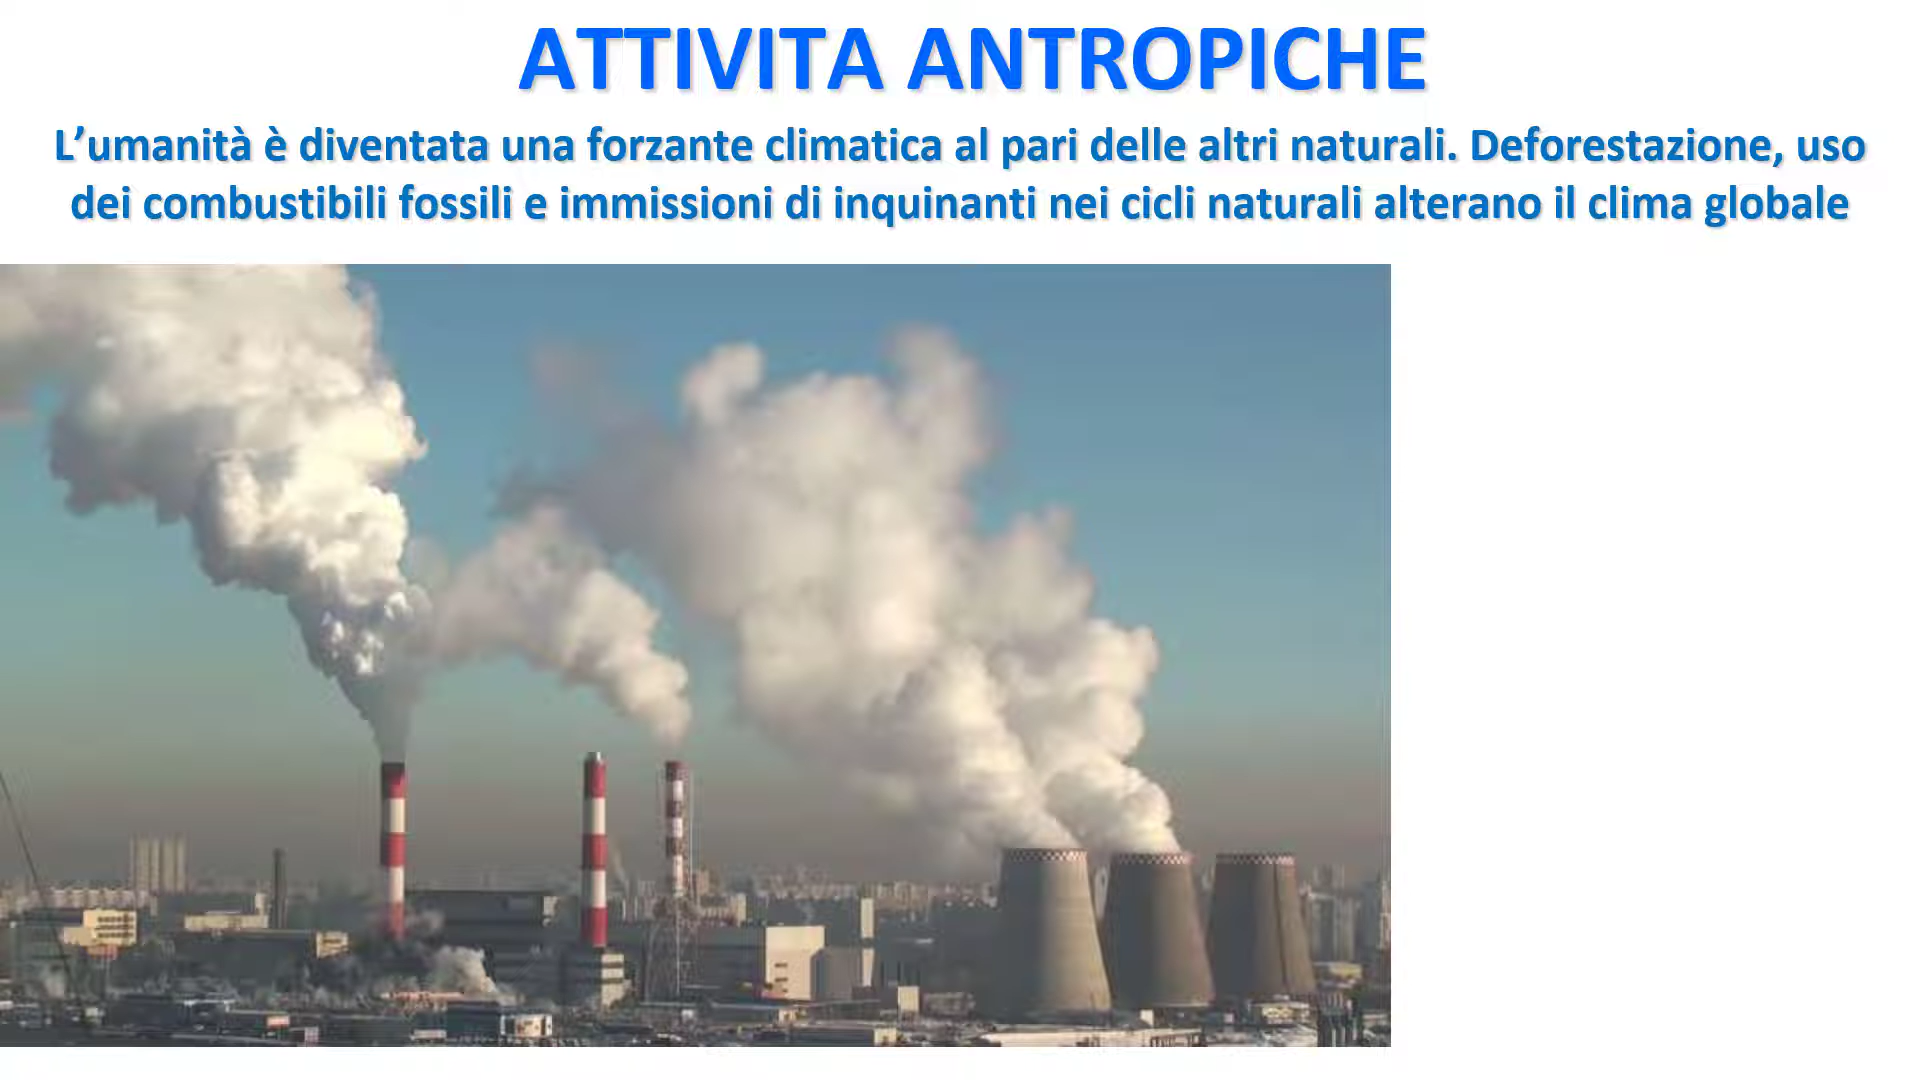 ATTIVITA ANTROPICHE
L’umanità è diventata una forzante climatica al pari delle altri naturali. Deforestazione, uso
dei combustibili fossili e immissioni di inquinanti nei cicli naturali alterano il clima globale